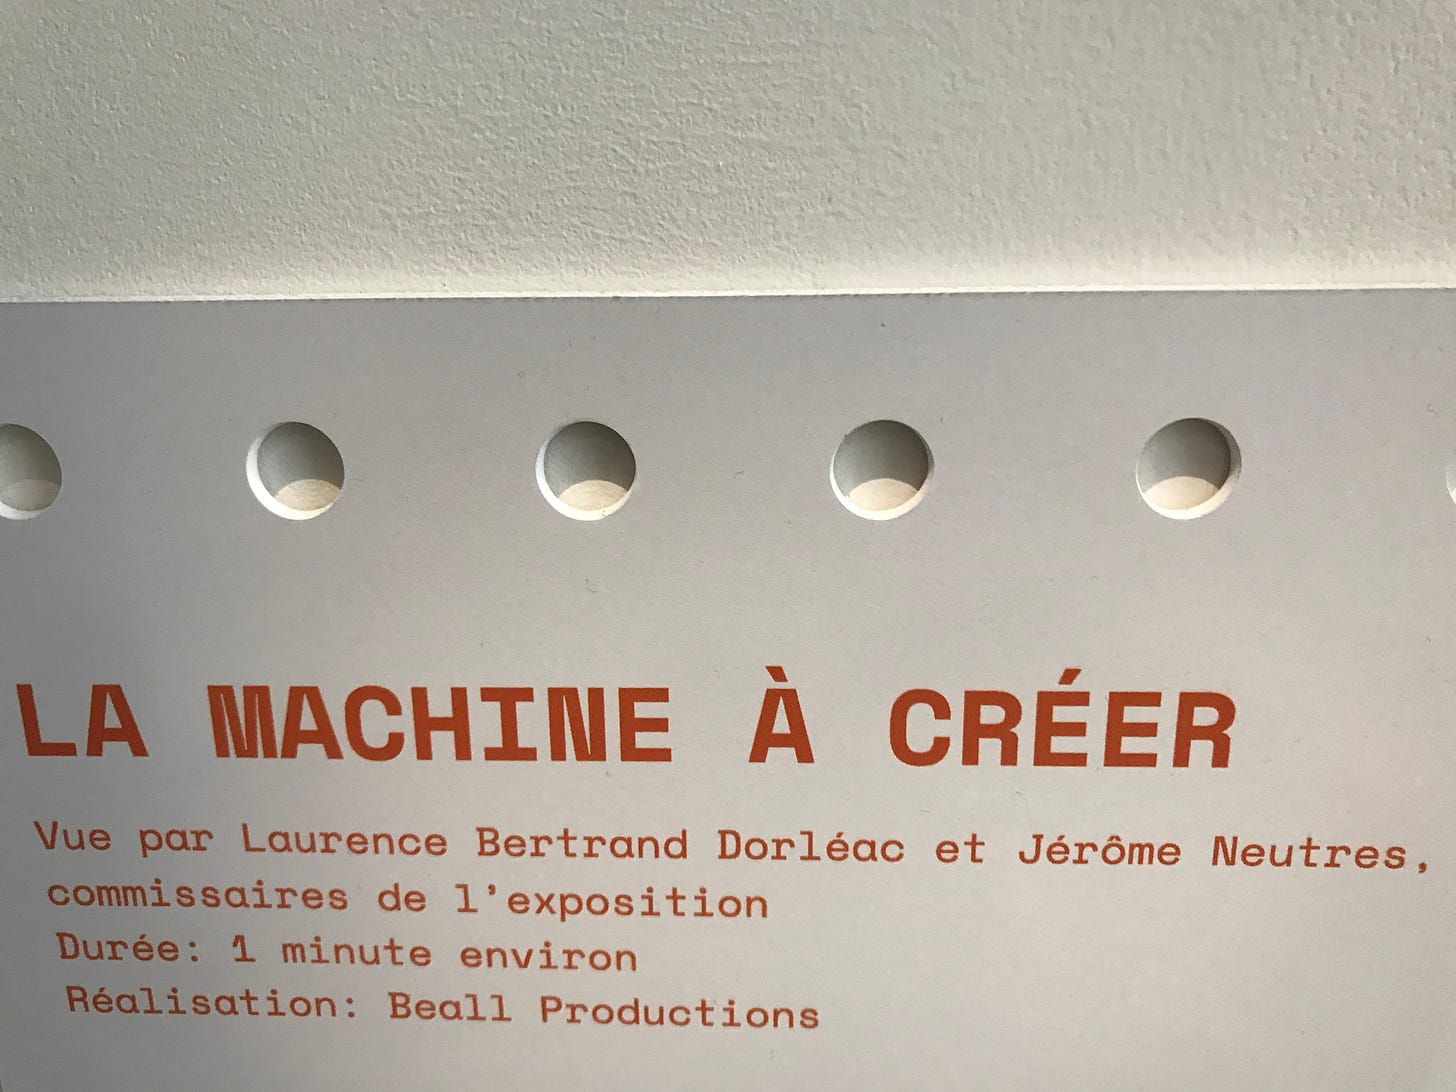 LA MACHINE À CRÉER
Vue par Laurence Bertrand Dorléac et Jérôme Neutres,
commissaires de l'exposition
Durée: 1 minute environ
Réalisation: Beall Productions